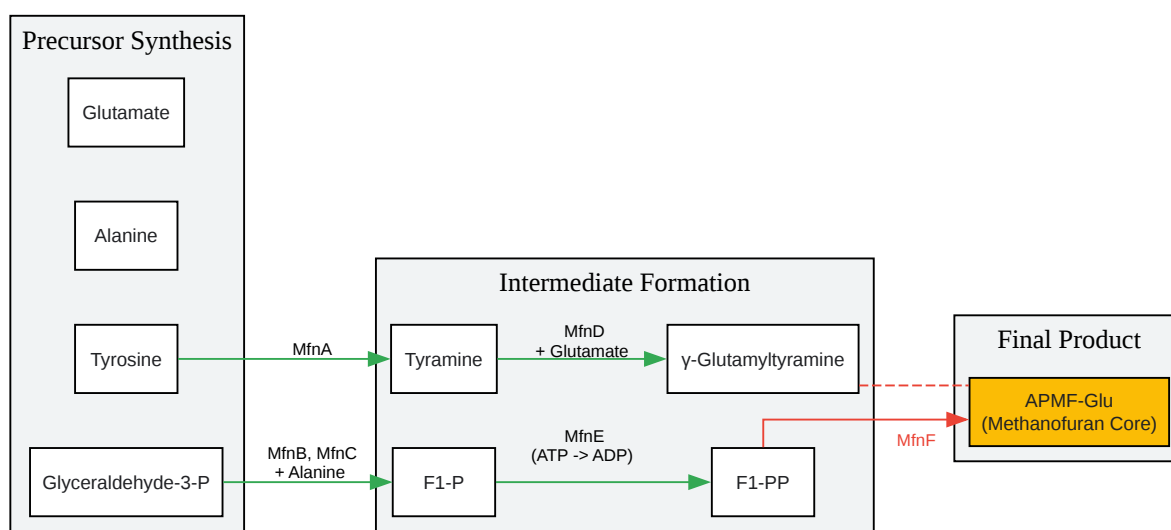 Precursor Synthesis
Glutamate
Alanine
Tyrosine
Glyceraldehyde-3-P
MfnA
MfnB, MfnC
+ Alanine
Intermediate Formation
Tyramine
MfnD
+ Glutamate
γ-Glutamyltyramine
F1-P
MfnE
(ATP -> ADP)
F1-PP
MfnF
Final Product
APMF-Glu
(Methanofuran Core)